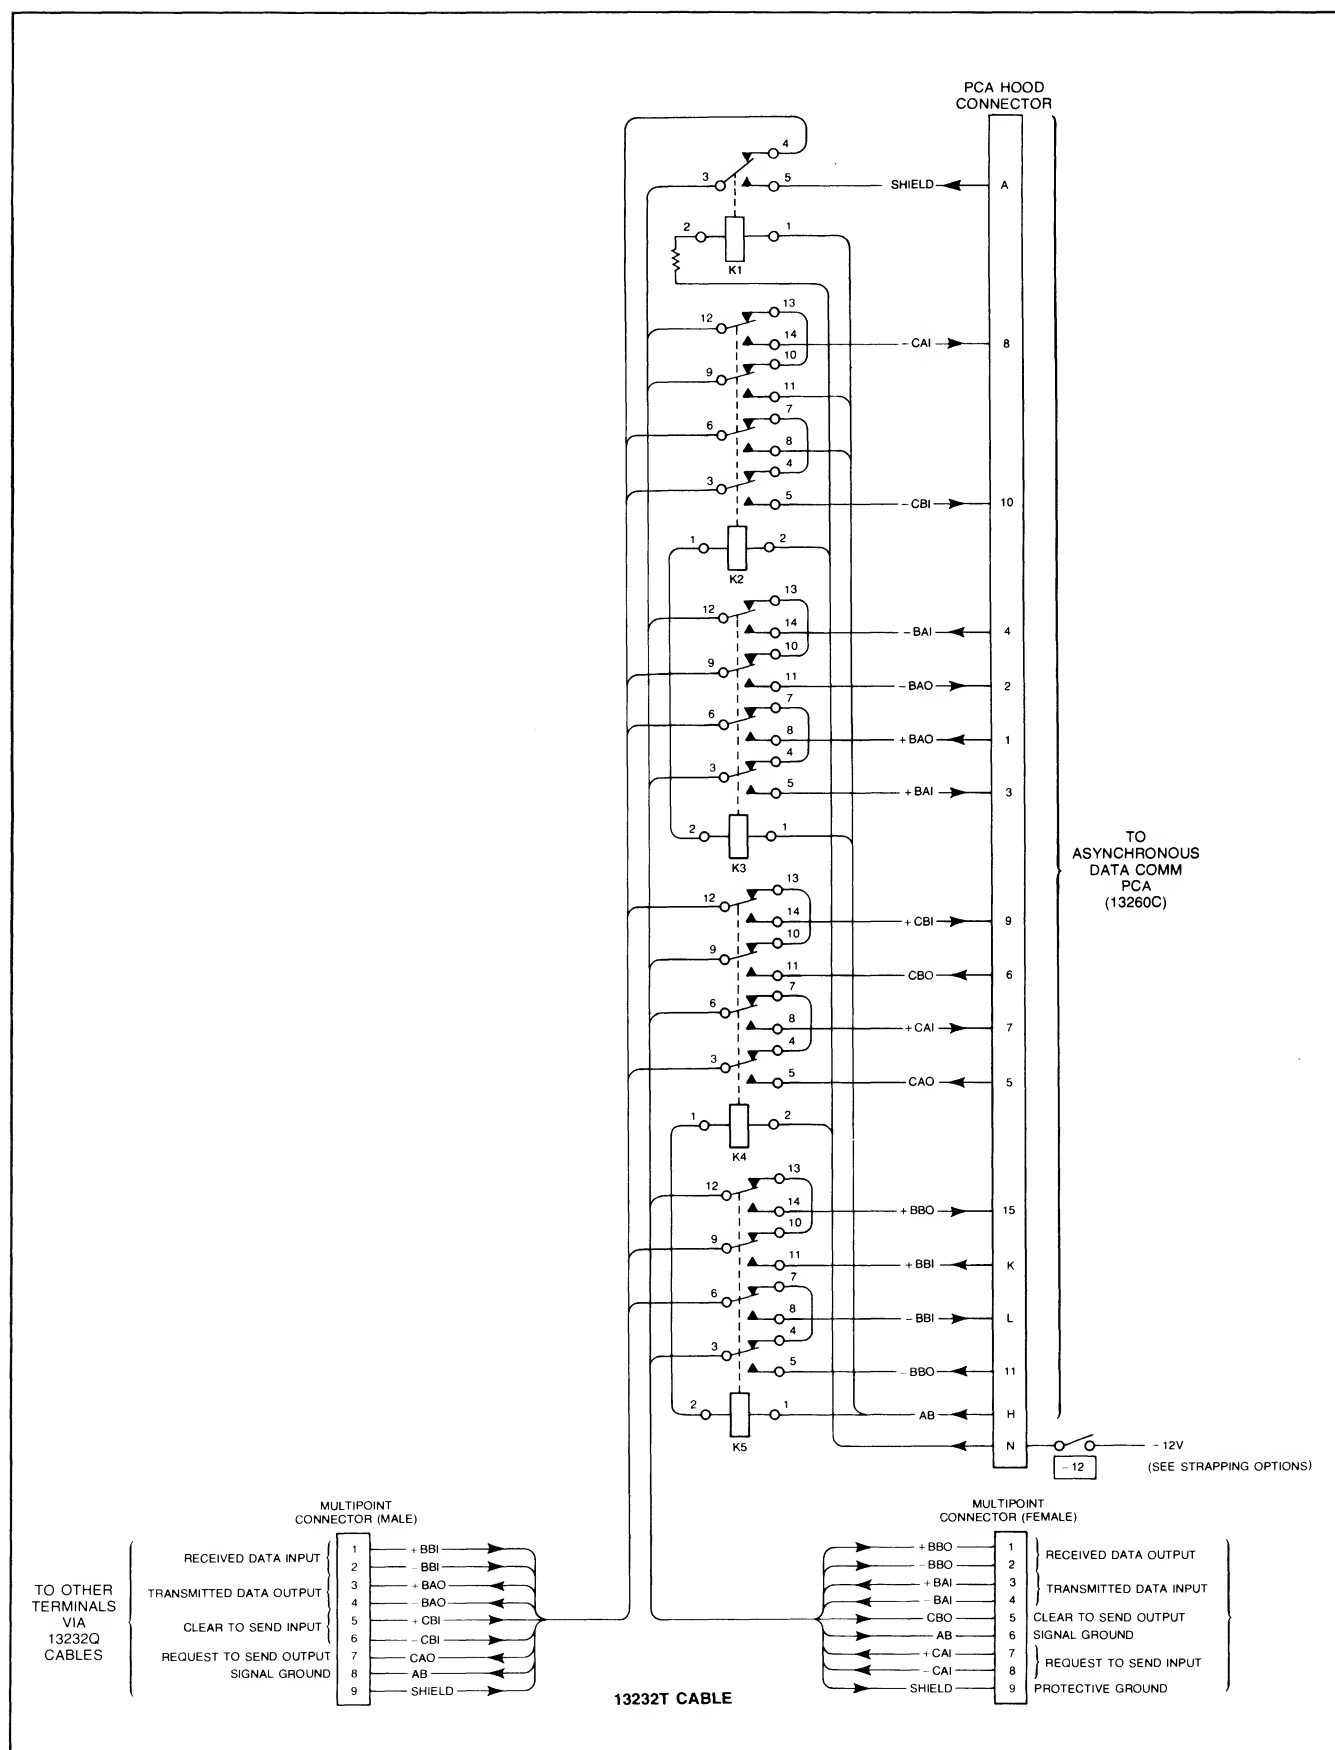 PCA HOOD
CONNECTOR
4
3
5
SHIELD
A
2
1
K1
13
12
14
-CAI
8
10
9
11
7
6
8
4
3
5
-CBI
10
1
2
K2
13
12
14
-BAI
4
10
9
11
-BAO
2
7
6
8
+BAO
1
4
3
5
+BAI
3
2
1
K3
13
12
14
+CBI
9
10
9
11
CBO
6
7
6
8
+CAI
7
4
3
5
CAO
5
1
2
K4
13
12
14
+BBO
15
10
9
11
+BBI
K
7
6
8
-BBI
L
4
3
5
-BBO
11
2
1
AB
H
K5
N
-12V
-12
(SEE STRAPPING OPTIONS)
TO
ASYNCHRONOUS
DATA COMM
PCA
(13260C)
MULTIPOINT
CONNECTOR (MALE)
TO OTHER
TERMINALS
VIA
13232Q
CABLES
RECEIVED DATA INPUT
1 +BBI
2 -BBI
TRANSMITTED DATA OUTPUT
3 +BAO
4 -BAO
CLEAR TO SEND INPUT
5 +CBI
6 -CBI
REQUEST TO SEND OUTPUT 7 CAO
SIGNAL GROUND 8 AB
9 SHIELD
13232T CABLE
MULTIPOINT
CONNECTOR (FEMALE)
+BBO 1
-BBO 2
RECEIVED DATA OUTPUT
+BAI 3
-BAI 4
TRANSMITTED DATA INPUT
CBO 5 CLEAR TO SEND OUTPUT
AB 6 SIGNAL GROUND
+CAI 7
-CAI 8
REQUEST TO SEND INPUT
SHIELD 9 PROTECTIVE GROUND